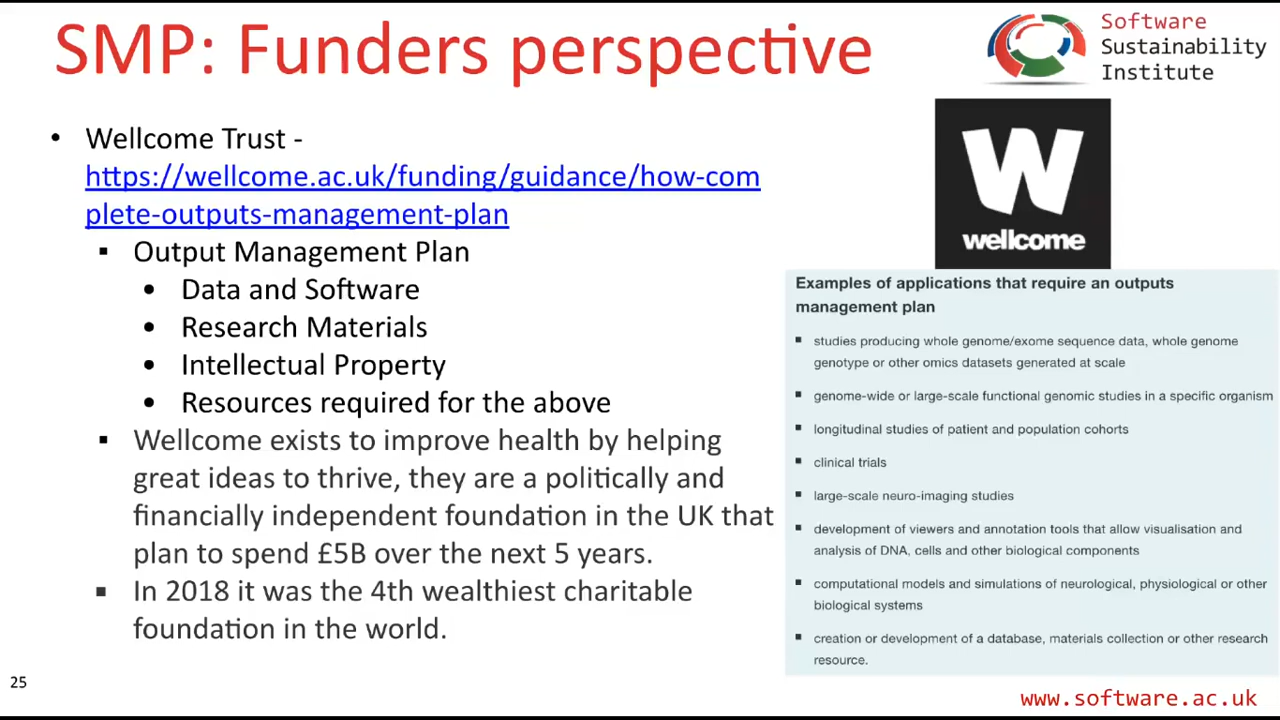 SMP: Funders perspective
Software
Sustainability
Institute
• Wellcome Trust -
https://wellcome.ac.uk/funding/guidance/how-com
plete-outputs-management-plan
▪ Output Management Plan
• Data and Software
• Research Materials
• Intellectual Property
• Resources required for the above
▪ Wellcome exists to improve health by helping
great ideas to thrive, they are a politically and
financially independent foundation in the UK that
plan to spend £5B over the next 5 years.
▪ In 2018 it was the 4th wealthiest charitable
foundation in the world.
W
wellcome
Examples of applications that require an outputs
management plan
▪ studies producing whole genome/exome sequence data, whole genome
genotype or other omics datasets generated at scale
▪ genome-wide or large-scale functional genomic studies in a specific organism
▪ longitudinal studies of patient and population cohorts
▪ clinical trials
▪ large-scale neuro-imaging studies
▪ development of viewers and annotation tools that allow visualisation and
analysis of DNA, cells and other biological components
▪ computational models and simulations of neurological, physiological or other
biological systems
▪ creation or development of a database, materials collection or other research
resource.
25
www.software.ac.uk